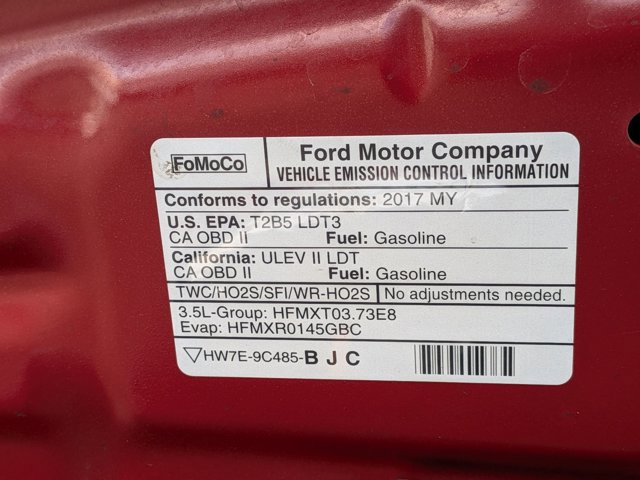 FoMoCo
Ford Motor Company
VEHICLE EMISSION CONTROL INFORMATION
Conforms to regulations: 2017 MY
U.S. EPA: T2B5 LDT3
CA OBD II Fuel: Gasoline
California: ULEV II LDT
CA OBD II Fuel: Gasoline
TWC/HO2S/SFI/WR-HO2S No adjustments needed.
3.5L-Group: HFMXT03.73E8
Evap: HFMXR0145GBC
HW7E-9C485-B J C